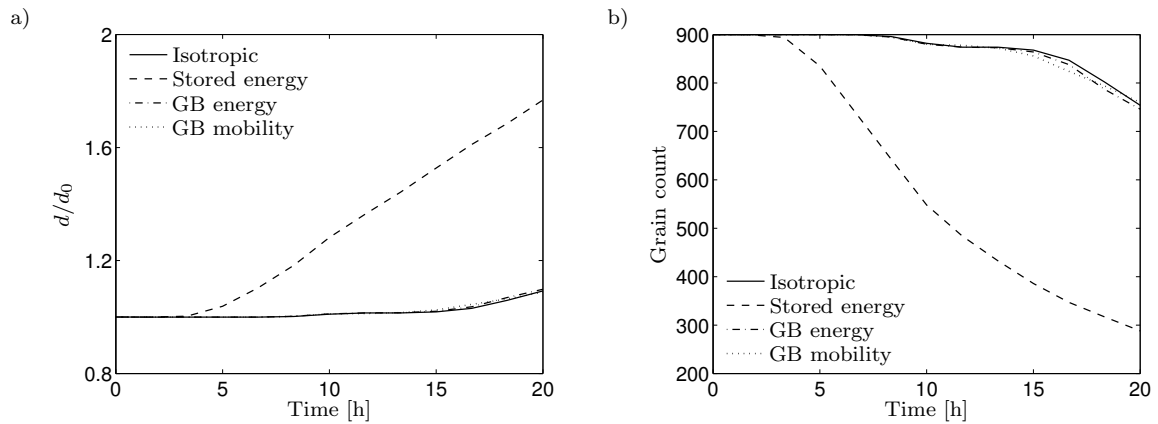 a)
2
1.6
1.2
1
0.8
d/d₀
Isotropic
Stored energy
GB energy
GB mobility
0 5 10 15 20
Time [h]
b)
900
800
700
600
500
400
300
200
Grain count
Isotropic
Stored energy
GB energy
GB mobility
0 5 10 15 20
Time [h]